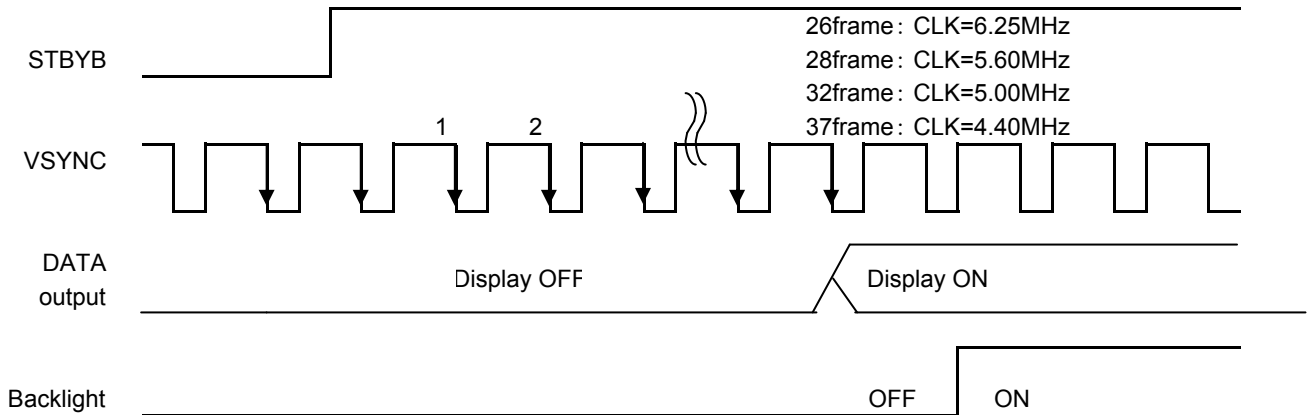 26frame: CLK=6.25MHz
STBYB
28frame: CLK=5.60MHz
32frame: CLK=5.00MHz
1 2 37frame: CLK=4.40MHz
VSYNC
DATA
output
Display OFF Display ON
Backlight OFF ON